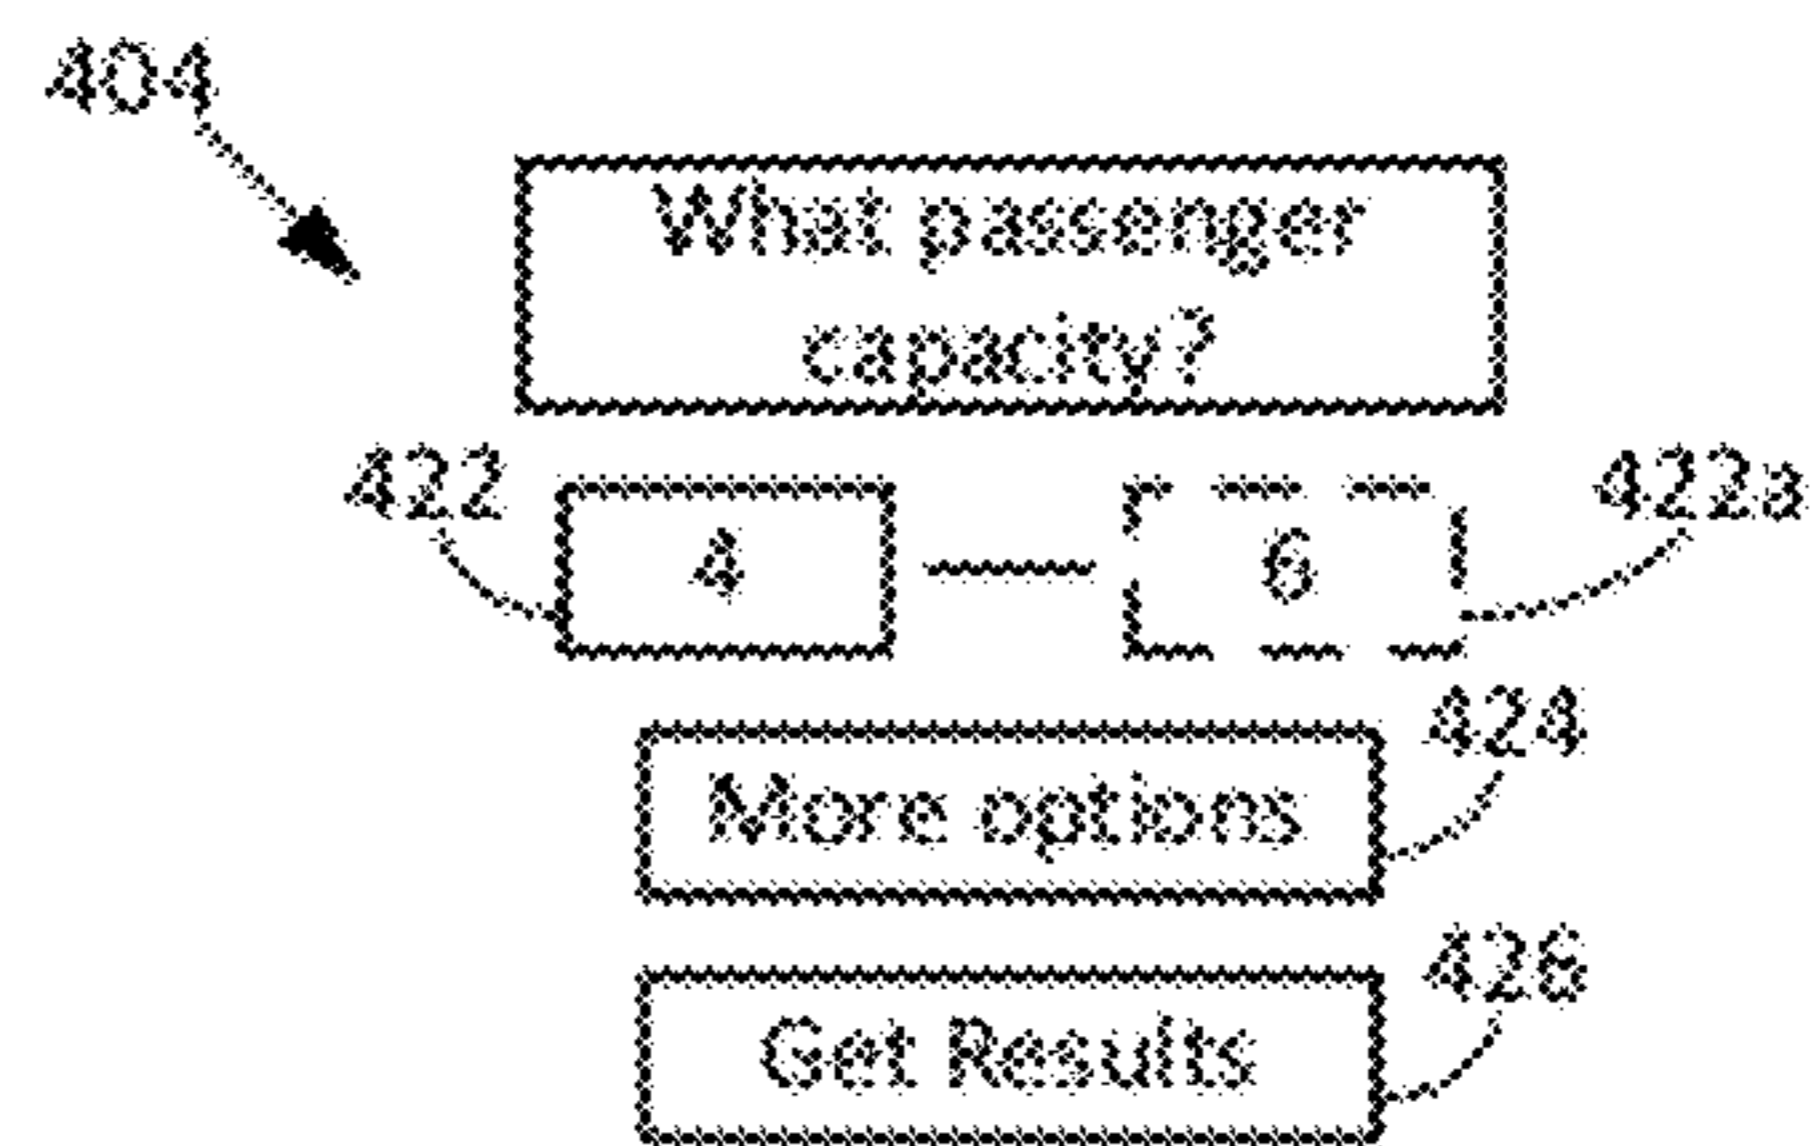 404
What passenger
capacity?
422 4 6 422a
424
More options
426
Get Results